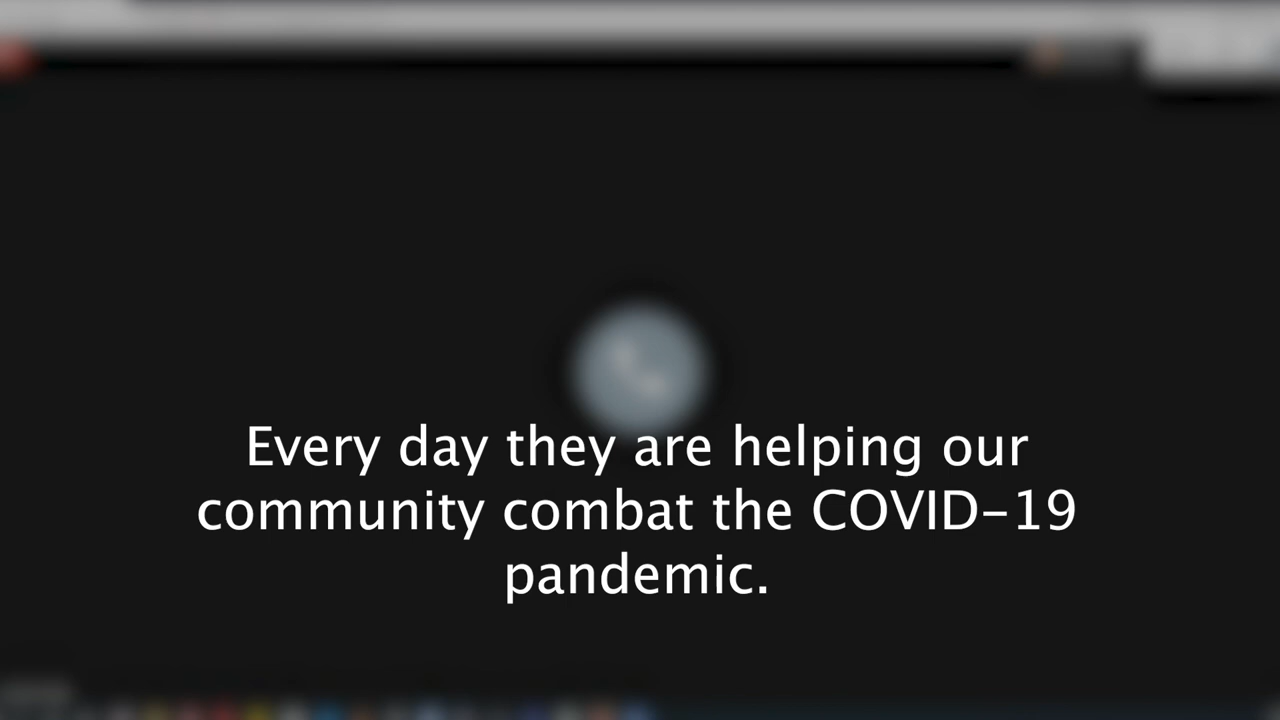 Every day they are helping our
community combat the COVID-19
pandemic.